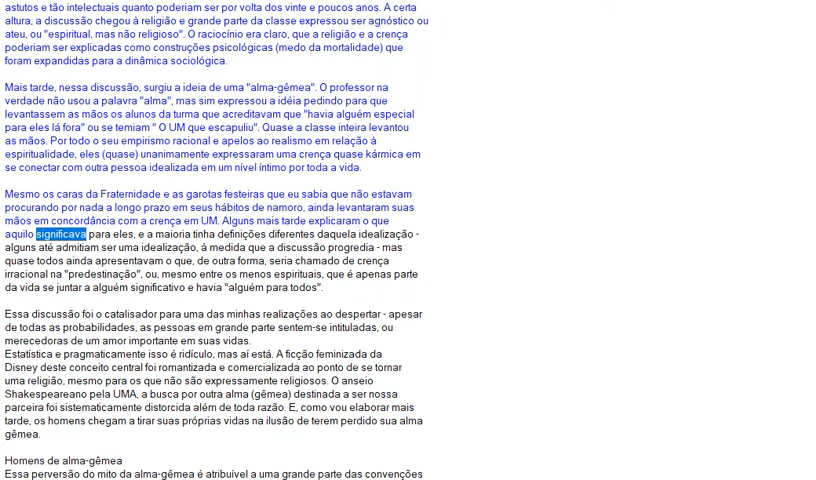 astutos e tão intelectuais quanto poderiam ser por volta dos vinte e poucos anos. A certa
altura, a discussão chegou à religião e grande parte da classe expressou ser agnóstico ou
ateu, ou "espiritual, mas não religioso". O raciocínio era claro, que a religião e a crença
poderiam ser explicadas como construções psicológicas (medo da mortalidade) que
foram expandidas para a dinâmica sociológica.
Mais tarde, nessa discussão, surgiu a ideia de uma "alma-gêmea". O professor na
verdade não usou a palavra "alma", mas sim expressou a idéia pedindo para que
levantassem as mãos os alunos da turma que acreditavam que "havia alguém especial
para eles lá fora" ou se temiam " O UM que escapuliu". Quase a classe inteira levantou
as mãos. Por todo o seu empirismo racional e apelos ao realismo em relação à
espiritualidade, eles (quase) unanimamente expressaram uma crença quase kármica em
se conectar com outra pessoa idealizada em um nível íntimo por toda a vida.
Mesmo os caras da Fraternidade e as garotas festeiras que eu sabia que não estavam
procurando por nada a longo prazo em seus hábitos de namoro, ainda levantaram suas
mãos em concordância com a crença em UM. Alguns mais tarde explicaram o que
aquilo significava para eles, e a maioria tinha definições diferentes daquela idealização -
alguns até admitiam ser uma idealização, à medida que a discussão progredia - mas
quase todos ainda apresentavam o que, de outra forma, seria chamado de crença
irracional na "predestinação", ou, mesmo entre os menos espirituais, que é apenas parte
da vida se juntar a alguém significativo e havia "alguém para todos".
Essa discussão foi o catalisador para uma das minhas realizações ao despertar - apesar
de todas as probabilidades, as pessoas em grande parte sentem-se intituladas, ou
merecedoras de um amor importante em suas vidas.
Estatística e pragmaticamente isso é ridículo, mas aí está. A ficção feminizada da
Disney deste conceito central foi romantizada e comercializada ao ponto de se tornar
uma religião, mesmo para os que não são expressamente religiosos. O anseio
Shakespeareano pela UMA, a busca por outra alma (gêmea) destinada a ser nossa
parceira foi sistematicamente distorcida além de toda razão. E, como vou elaborar mais
tarde, os homens chegam a tirar suas próprias vidas na ilusão de terem perdido sua alma
gêmea.
Homens de alma-gêmea
Essa perversão do mito da alma-gêmea é atribuível a uma grande parte das convenções